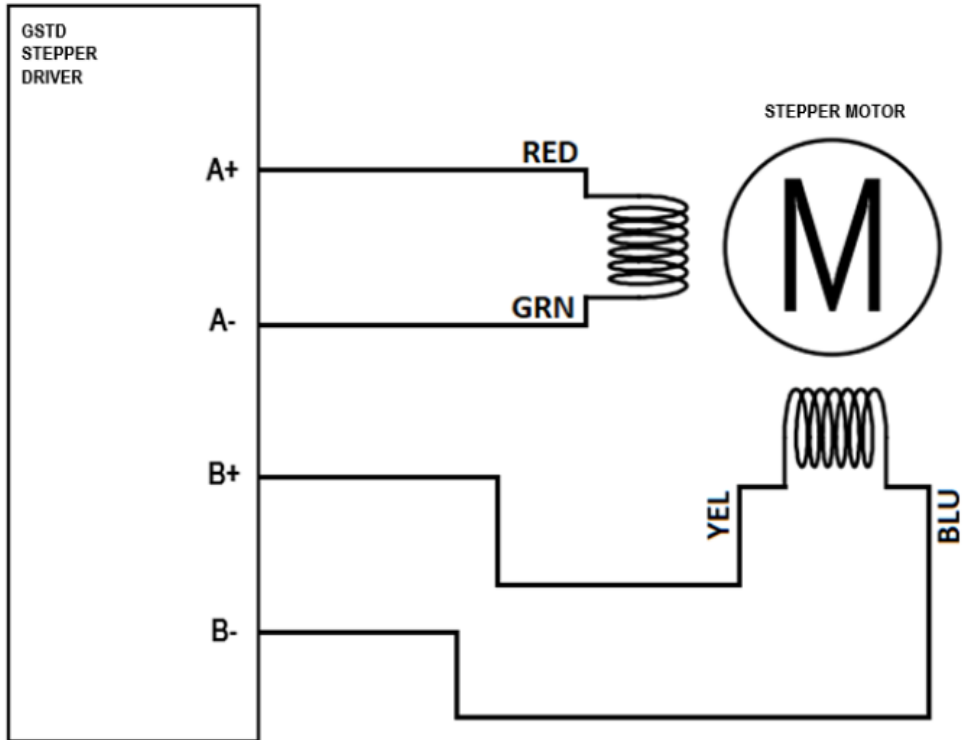 GSTD
STEPPER
DRIVER
STEPPER MOTOR
A+
RED
M
A-
GRN
B+
YEL
BLU
B-